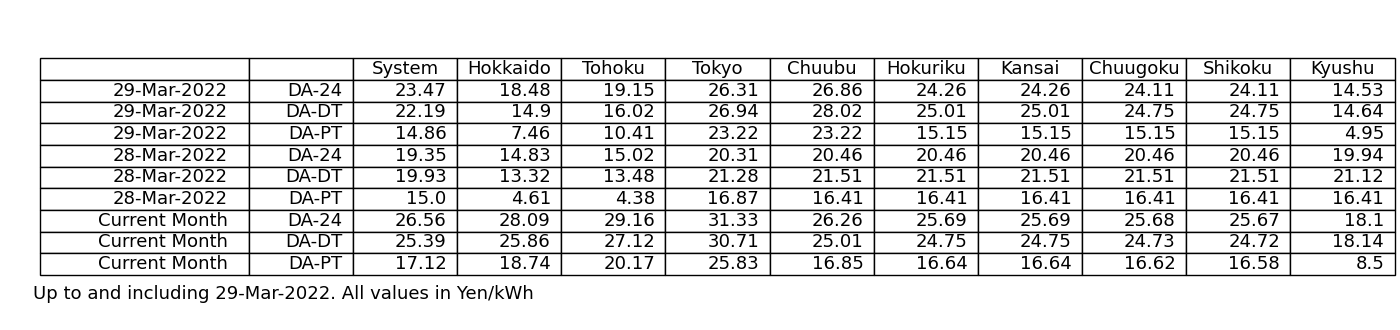 System Hokkaido Tohoku Tokyo Chuubu Hokuriku Kansai Chuugoku Shikoku Kyushu
29-Mar-2022 DA-24 23.47 18.48 19.15 26.31 26.86 24.26 24.26 24.11 24.11 14.53
29-Mar-2022 DA-DT 22.19 14.9 16.02 26.94 28.02 25.01 25.01 24.75 24.75 14.64
29-Mar-2022 DA-PT 14.86 7.46 10.41 23.22 23.22 15.15 15.15 15.15 15.15 4.95
28-Mar-2022 DA-24 19.35 14.83 15.02 20.31 20.46 20.46 20.46 20.46 20.46 19.94
28-Mar-2022 DA-DT 19.93 13.32 13.48 21.28 21.51 21.51 21.51 21.51 21.51 21.12
28-Mar-2022 DA-PT 15.0 4.61 4.38 16.87 16.41 16.41 16.41 16.41 16.41 16.41
Current Month DA-24 26.56 28.09 29.16 31.33 26.26 25.69 25.69 25.68 25.67 18.1
Current Month DA-DT 25.39 25.86 27.12 30.71 25.01 24.75 24.75 24.73 24.72 18.14
Current Month DA-PT 17.12 18.74 20.17 25.83 16.85 16.64 16.64 16.62 16.58 8.5
Up to and including 29-Mar-2022. All values in Yen/kWh